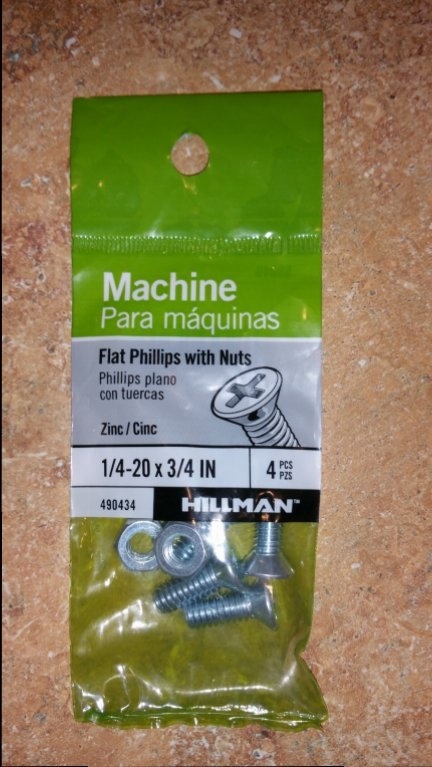 Machine
Para máquinas
Flat Phillips with Nuts
Phillips plano
con tuercas
Zinc / Cinc
1/4-20 x 3/4 IN
4 PCS
PZS
490434
HILLMAN™